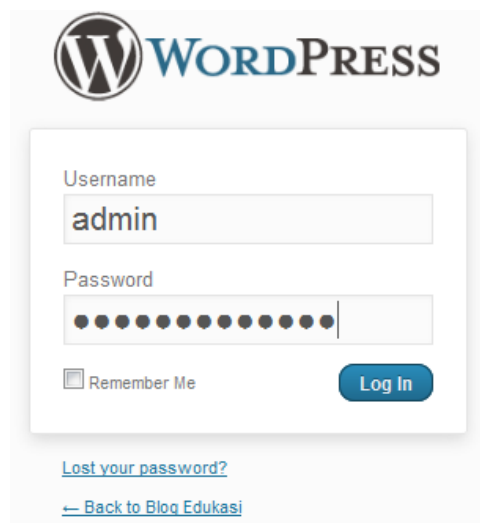 WORDPRESS
Username
admin
Password
●●●●●●●●●●●●●
Remember Me
Log In
Lost your password?
← Back to Blog Edukasi